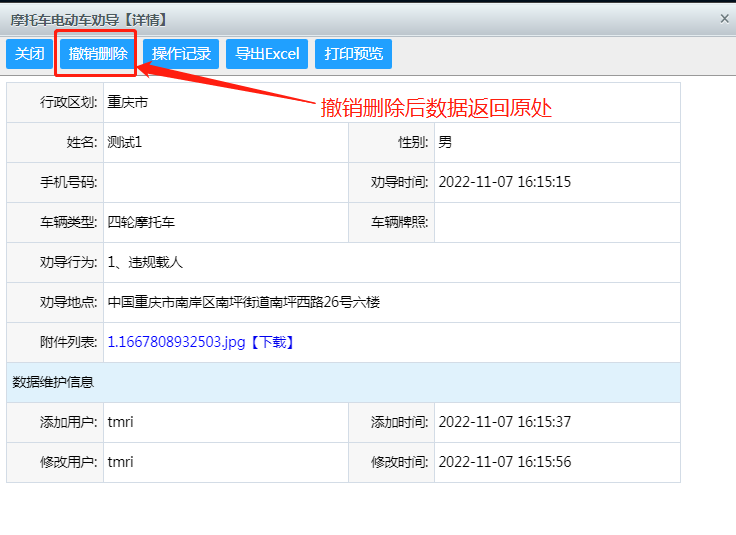 摩托车电动车劝导【详情】
关闭 撤销删除 操作记录 导出Excel 打印预览
撤销删除后数据返回原处
行政区划: 重庆市
姓名: 测试1 性别: 男
手机号码: 劝导时间: 2022-11-07 16:15:15
车辆类型: 四轮摩托车 车辆牌照:
劝导行为: 1、违规载人
劝导地点: 中国重庆市南岸区南坪街道南坪西路26号六楼
附件列表: 1.1667808932503.jpg【下载】
数据维护信息
添加用户: tmri 添加时间: 2022-11-07 16:15:37
修改用户: tmri 修改时间: 2022-11-07 16:15:56